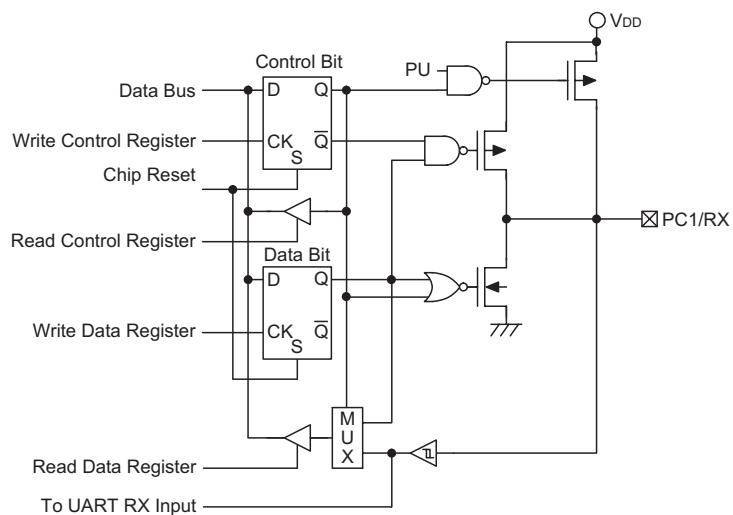 VDD
Control Bit
PU
Data Bus
D
Q
Write Control Register
CK
Q̅
S
Chip Reset
PC1/RX
Read Control Register
Data Bit
D
Q
Write Data Register
CK
Q̅
S
M
U
X
Read Data Register
To UART RX Input